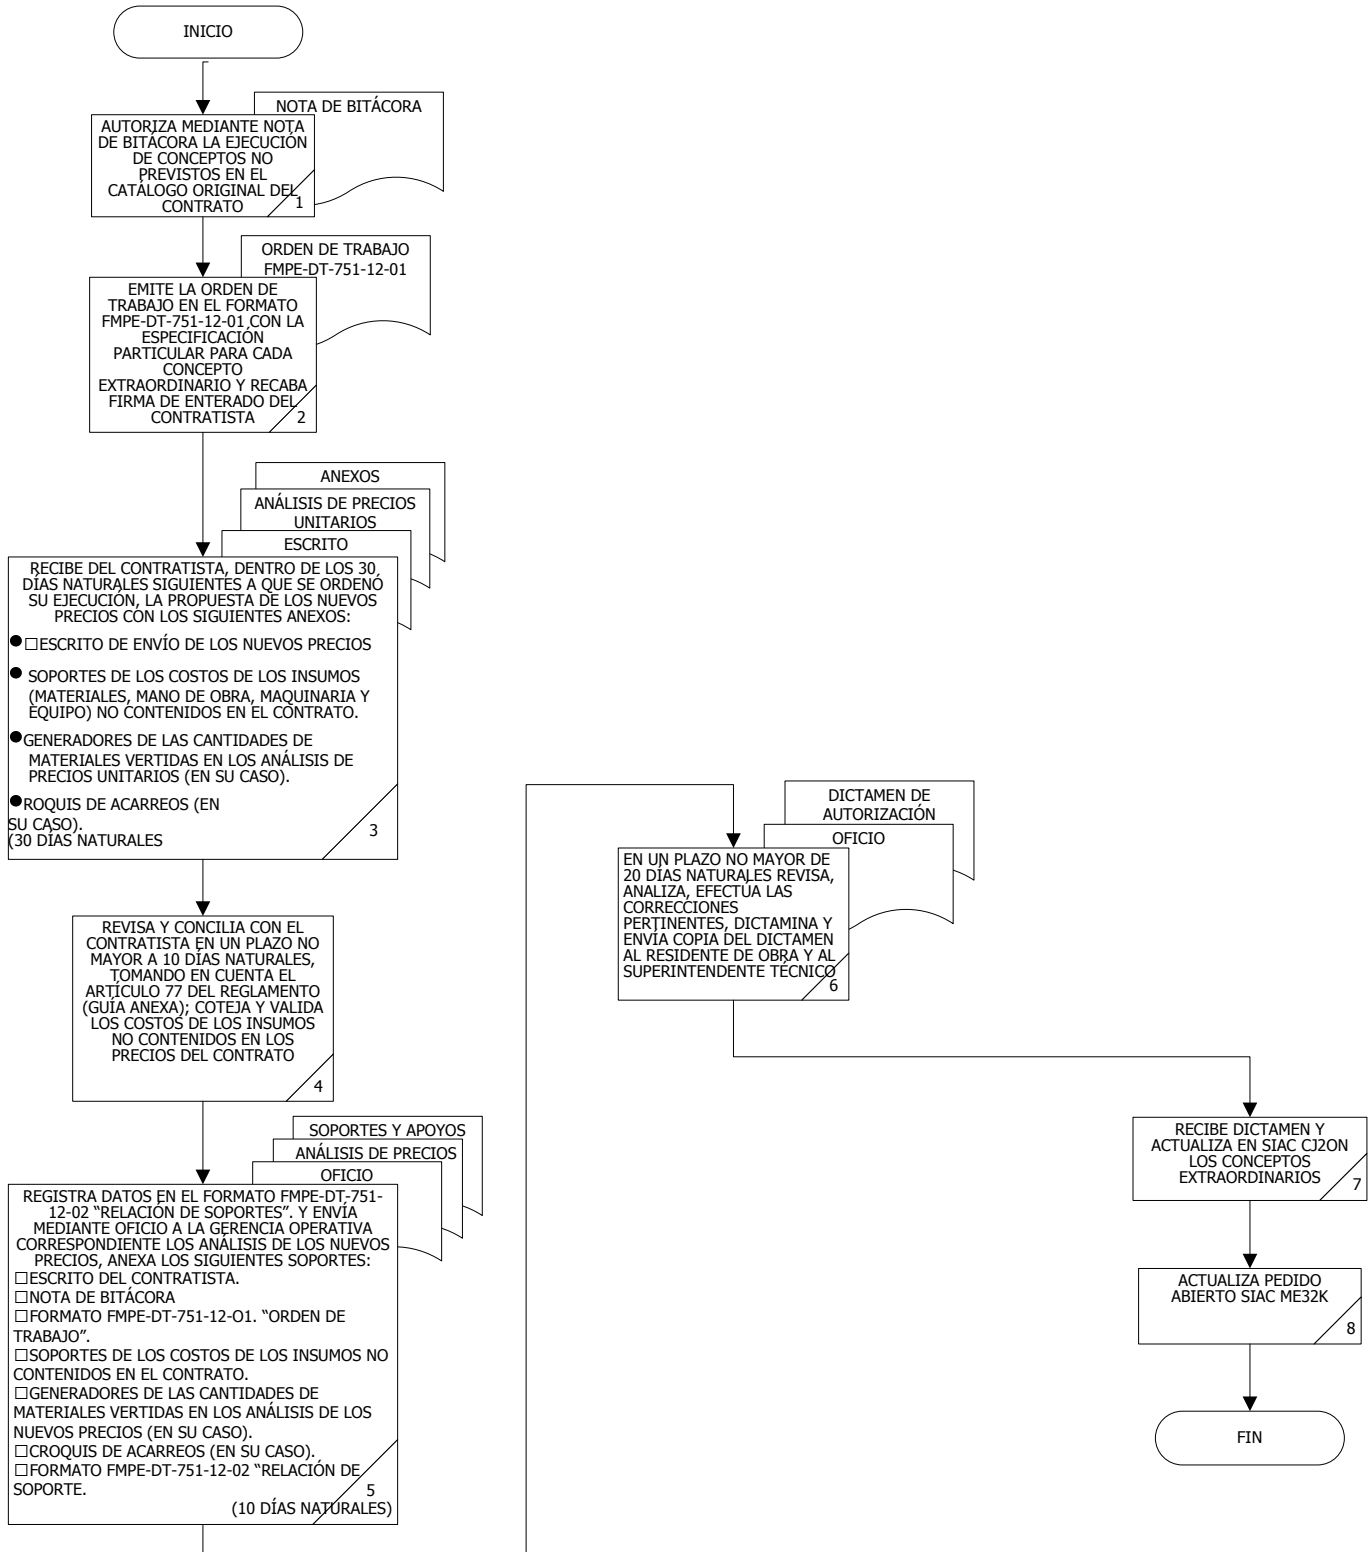 INICIO
NOTA DE BITÁCORA
AUTORIZA MEDIANTE NOTA
DE BITÁCORA LA EJECUCIÓN
DE CONCEPTOS NO
PREVISTOS EN EL
CATÁLOGO ORIGINAL DEL
CONTRATO
1
ORDEN DE TRABAJO
FMPE-DT-751-12-01
EMITE LA ORDEN DE
TRABAJO EN EL FORMATO
FMPE-DT-751-12-01 CON LA
ESPECIFICACIÓN
PARTICULAR PARA CADA
CONCEPTO
EXTRAORDINARIO Y RECABA
FIRMA DE ENTERADO DEL
CONTRATISTA
2
ANEXOS
ANÁLISIS DE PRECIOS
UNITARIOS
ESCRITO
RECIBE DEL CONTRATISTA, DENTRO DE LOS 30
DÍAS NATURALES SIGUIENTES A QUE SE ORDENÓ
SU EJECUCIÓN, LA PROPUESTA DE LOS NUEVOS
PRECIOS CON LOS SIGUIENTES ANEXOS:
● □ESCRITO DE ENVÍO DE LOS NUEVOS PRECIOS
● SOPORTES DE LOS COSTOS DE LOS INSUMOS
(MATERIALES, MANO DE OBRA, MAQUINARIA Y
EQUIPO) NO CONTENIDOS EN EL CONTRATO.
●GENERADORES DE LAS CANTIDADES DE
MATERIALES VERTIDAS EN LOS ANÁLISIS DE
PRECIOS UNITARIOS (EN SU CASO).
●ROQUIS DE ACARREOS (EN
SU CASO).
(30 DÍAS NATURALES
3
REVISA Y CONCILIA CON EL
CONTRATISTA EN UN PLAZO NO
MAYOR A 10 DÍAS NATURALES,
TOMANDO EN CUENTA EL
ARTÍCULO 77 DEL REGLAMENTO
(GUÍA ANEXA); COTEJA Y VALIDA
LOS COSTOS DE LOS INSUMOS
NO CONTENIDOS EN LOS
PRECIOS DEL CONTRATO
4
SOPORTES Y APOYOS
ANÁLISIS DE PRECIOS
OFICIO
REGISTRA DATOS EN EL FORMATO FMPE-DT-751-
12-02 “RELACIÓN DE SOPORTES”. Y ENVÍA
MEDIANTE OFICIO A LA GERENCIA OPERATIVA
CORRESPONDIENTE LOS ANÁLISIS DE LOS NUEVOS
PRECIOS, ANEXA LOS SIGUIENTES SOPORTES:
□ESCRITO DEL CONTRATISTA.
□NOTA DE BITÁCORA
□FORMATO FMPE-DT-751-12-O1. “ORDEN DE
TRABAJO”.
□SOPORTES DE LOS COSTOS DE LOS INSUMOS NO
CONTENIDOS EN EL CONTRATO.
□GENERADORES DE LAS CANTIDADES DE
MATERIALES VERTIDAS EN LOS ANÁLISIS DE LOS
NUEVOS PRECIOS (EN SU CASO).
□CROQUIS DE ACARREOS (EN SU CASO).
□FORMATO FMPE-DT-751-12-02 “RELACIÓN DE
SOPORTE.
5
(10 DÍAS NATURALES)
DICTAMEN DE
AUTORIZACIÓN
OFICIO
EN UN PLAZO NO MAYOR DE
20 DÍAS NATURALES REVISA,
ANALIZA, EFECTÚA LAS
CORRECCIONES
PERTINENTES, DICTAMINA Y
ENVÍA COPIA DEL DICTAMEN
AL RESIDENTE DE OBRA Y AL
SUPERINTENDENTE TÉCNICO
6
RECIBE DICTAMEN Y
ACTUALIZA EN SIAC CJ2ON
LOS CONCEPTOS
EXTRAORDINARIOS
7
ACTUALIZA PEDIDO
ABIERTO SIAC ME32K
8
FIN